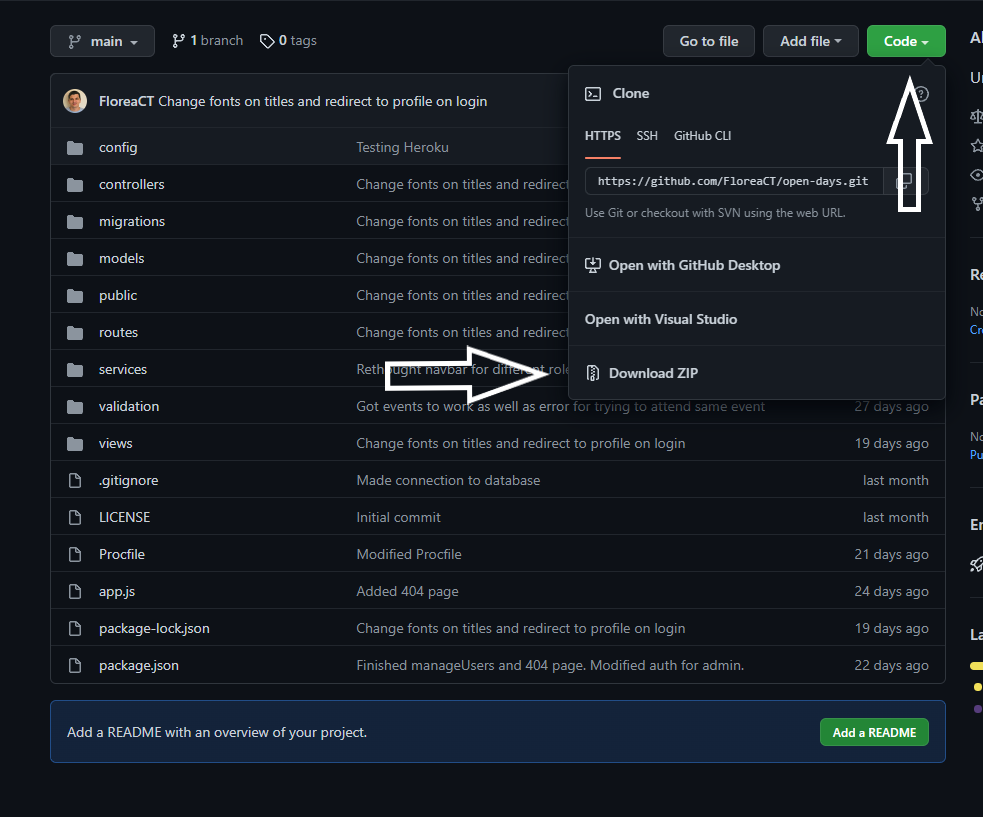 main
1 branch
0 tags
Go to file
Add file
Code
FloreaCT Change fonts on titles and redirect to profile on login
Clone
HTTPS SSH GitHub CLI
https://github.com/FloreaCT/open-days.git
Use Git or checkout with SVN using the web URL.
Open with GitHub Desktop
Open with Visual Studio
Download ZIP
config Testing Heroku
controllers Change fonts on titles and redirect
migrations Change fonts on titles and redirect
models Change fonts on titles and redirect
public Change fonts on titles and redirect
routes Change fonts on titles and redirect
services Rethought navbar for different
validation Got events to work as well as error for trying to attend same event 27 days ago
views Change fonts on titles and redirect to profile on login 19 days ago
.gitignore Made connection to database last month
LICENSE Initial commit last month
Procfile Modified Procfile 21 days ago
app.js Added 404 page 24 days ago
package-lock.json Change fonts on titles and redirect to profile on login 19 days ago
package.json Finished manageUsers and 404 page. Modified auth for admin. 22 days ago
Add a README with an overview of your project.
Add a README